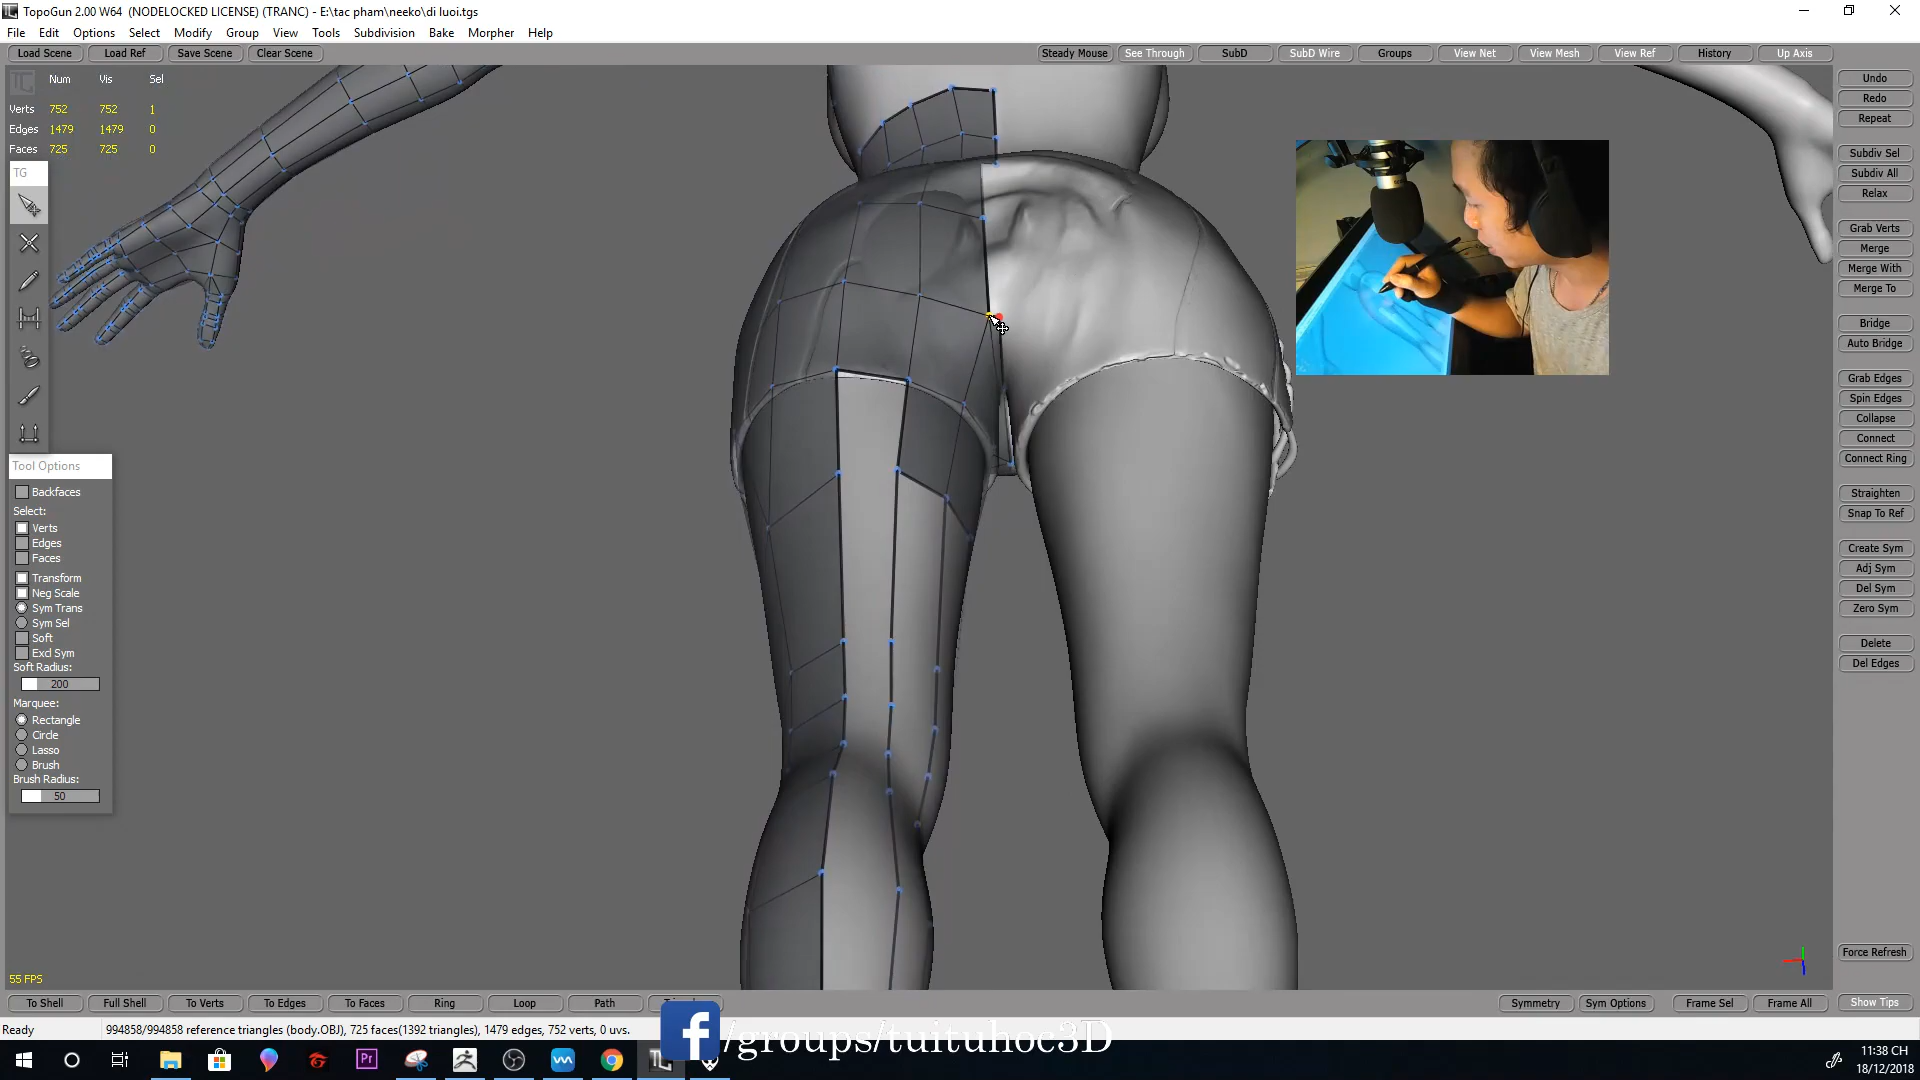 TopoGun 2.00 W64 (NODELOCKED LICENSE) (TRANC) - E:\tac pham\neeko\di luoi.tgs
File Edit Options Select Modify Group View Tools Subdivision Bake Morpher Help
Load Scene Load Ref Save Scene Clear Scene Steady Mouse See Through SubD SubD Wire Groups View Net View Mesh View Ref History Up Axis
Num Vis Sel
Verts 752 752 1
Edges 1479 1479 0
Faces 725 725 0
TG
Tool Options
Backfaces
Select:
Verts
Edges
Faces
Transform
Neg Scale
Sym Trans
Sym Sel
Soft
Excl Sym
Soft Radius:
200
Marquee:
Rectangle
Circle
Lasso
Brush
Brush Radius:
50
55 FPS
Undo
Redo
Repeat
Subdiv Sel
Subdiv All
Relax
Grab Verts
Merge
Merge With
Merge To
Bridge
Auto Bridge
Grab Edges
Spin Edges
Collapse
Connect
Connect Ring
Straighten
Snap To Ref
Create Sym
Adj Sym
Del Sym
Zero Sym
Delete
Del Edges
Force Refresh
Show Tips
To Shell Full Shell To Verts To Edges To Faces Ring Loop Path Symmetry Sym Options Frame Sel Frame All
Ready 994858/994858 reference triangles (body.OBJ), 725 faces(1392 triangles), 1479 edges, 752 verts, 0 uvs.
/groups/tuituhoc3D
11:38 CH
18/12/2018